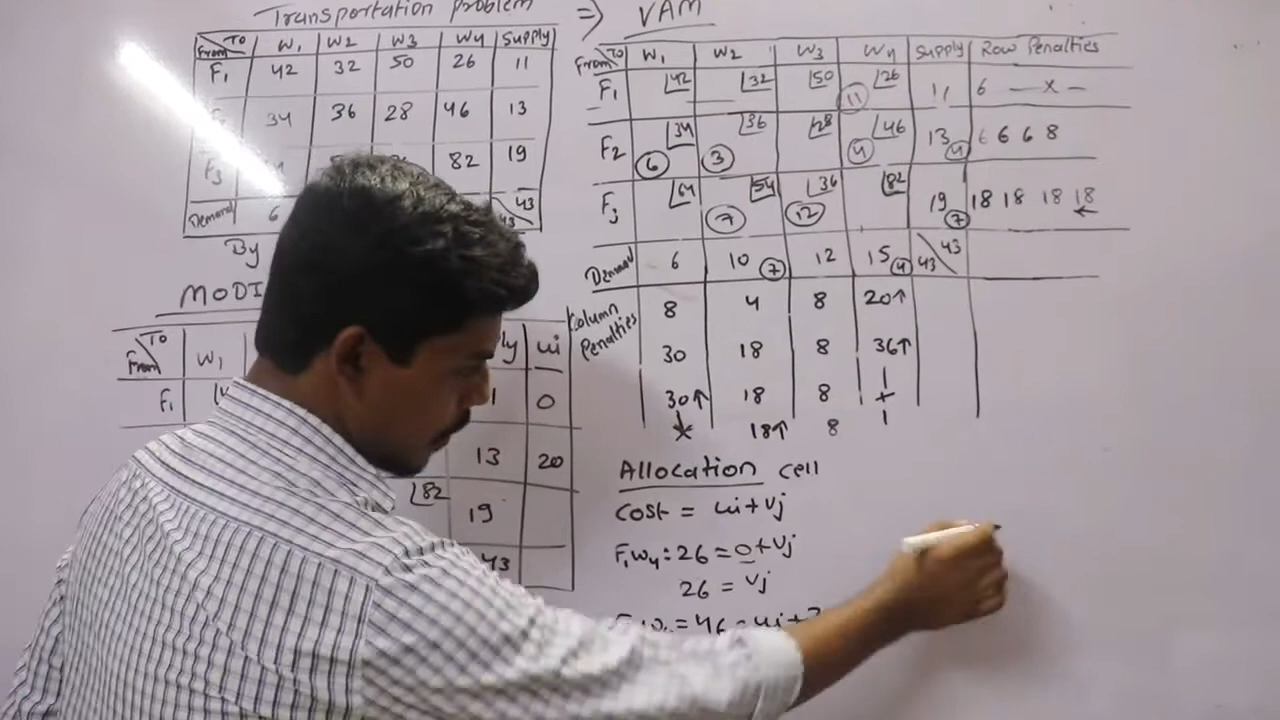 Transportation problem => VAM
From To W1 W2 W3 W4 Supply
F1 42 32 50 26 11
34 36 28 46 13
F3 82 19
Demand 6 43 43
By
MODI
From To W1 ui
F1 0
13 20
82 19
43
From To W1 W2 W3 W4 Supply Row Penalties
F1 42 32 50 26 11 11 6 — x —
F2 34 6 36 3 28 46 4 13 4 6 6 6 8
F3 64 54 7 36 12 82 19 7 18 18 18 18 ←
Demand 6 10 7 12 15 4 43 43
Column Penalties 8 4 8 20↑
30 18 8 36↑
30↑ 18 8
18↑ 8
Allocation cell
Cost = ui+vj
F1W4: 26 = 0+vj
26 = vj
= 46 = ui+